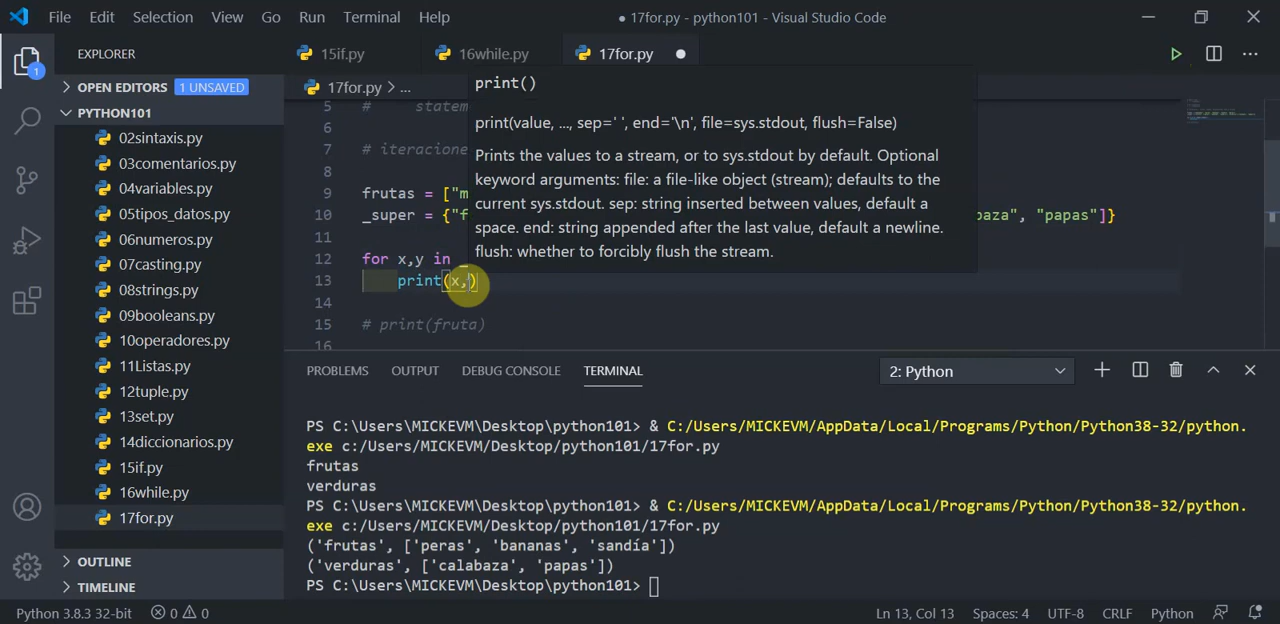 File Edit Selection View Go Run Terminal Help
● 17for.py - python101 - Visual Studio Code
EXPLORER
15if.py 16while.py 17for.py ●
OPEN EDITORS 1 UNSAVED
17for.py > ...
PYTHON101
02sintaxis.py
03comentarios.py
04variables.py
05tipos_datos.py
06numeros.py
07casting.py
08strings.py
09booleans.py
10operadores.py
11Listas.py
12tuple.py
13set.py
14diccionarios.py
15if.py
16while.py
17for.py
OUTLINE
TIMELINE
1
print()
print(value, ..., sep=' ', end="\n", file=sys.stdout, flush=False)
Prints the values to a stream, or to sys.stdout by default. Optional
keyword arguments: file: a file-like object (stream); defaults to the
current sys.stdout. sep: string inserted between values, default a
space. end: string appended after the last value, default a newline.
flush: whether to forcibly flush the stream.
5 # statem
6
7 # iteracione
8
9 frutas = ["m
10 _super = {"f aza", "papas"]}
11
12 for x,y in _
13 print(x,)
14
15 # print(fruta)
16
PROBLEMS OUTPUT DEBUG CONSOLE TERMINAL 2: Python
PS C:\Users\MICKEVM\Desktop\python101> & C:/Users/MICKEVM/AppData/Local/Programs/Python/Python38-32/python.
exe c:/Users/MICKEVM/Desktop/python101/17for.py
frutas
verduras
PS C:\Users\MICKEVM\Desktop\python101> & C:/Users/MICKEVM/AppData/Local/Programs/Python/Python38-32/python.
exe c:/Users/MICKEVM/Desktop/python101/17for.py
('frutas', ['peras', 'bananas', 'sandía'])
('verduras', ['calabaza', 'papas'])
PS C:\Users\MICKEVM\Desktop\python101>
Python 3.8.3 32-bit 0 0 Ln 13, Col 13 Spaces: 4 UTF-8 CRLF Python